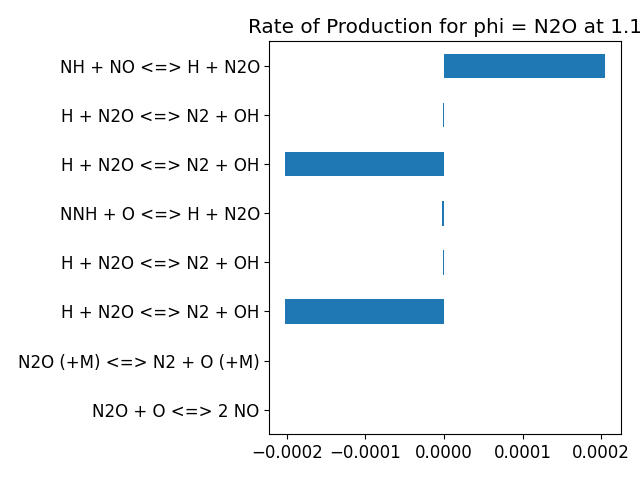 Rate of Production for phi = N2O at 1.1
NH + NO <=> H + N2O
H + N2O <=> N2 + OH
H + N2O <=> N2 + OH
NNH + O <=> H + N2O
H + N2O <=> N2 + OH
H + N2O <=> N2 + OH
N2O (+M) <=> N2 + O (+M)
N2O + O <=> 2 NO
−0.0002 −0.0001 0.0000 0.0001 0.0002